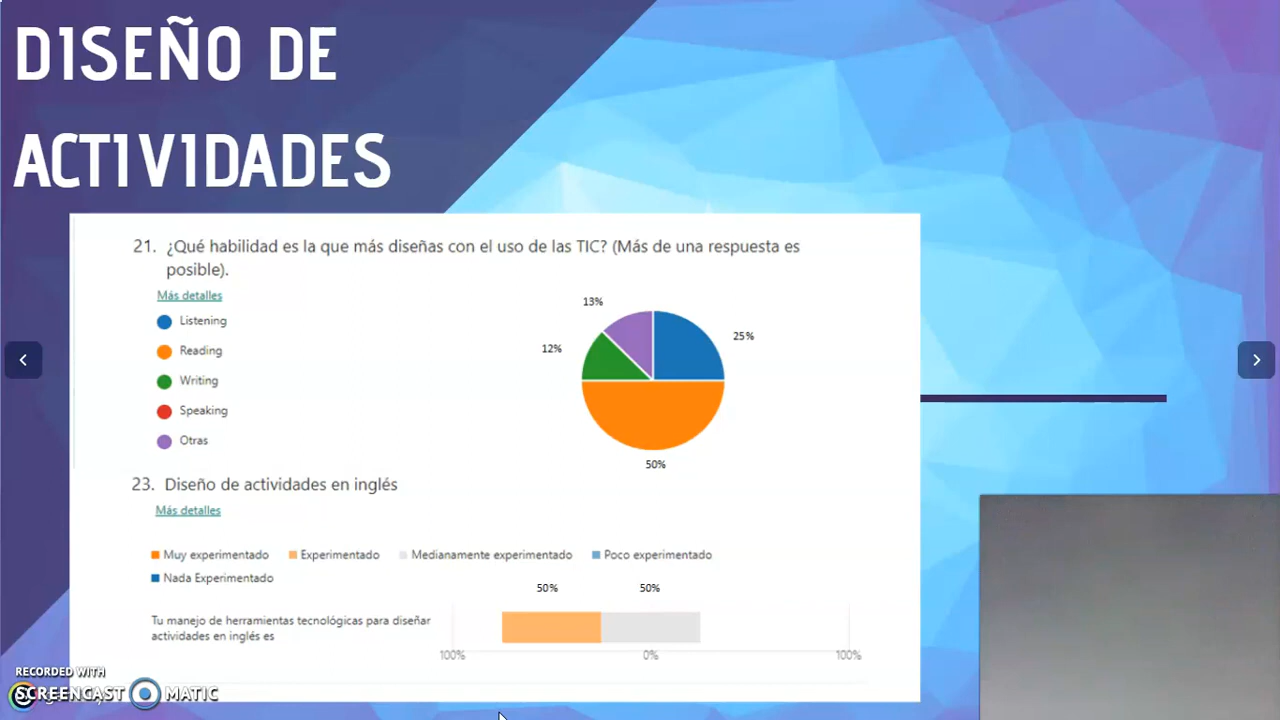 DISEÑO DE
ACTIVIDADES
21. ¿Qué habilidad es la que más diseñas con el uso de las TIC? (Más de una respuesta es
posible).
Más detalles
Listening
Reading
Writing
Speaking
Otras
13%
25%
12%
50%
23. Diseño de actividades en inglés
Más detalles
Muy experimentado Experimentado Medianamente experimentado Poco experimentado
Nada Experimentado
50% 50%
Tu manejo de herramientas tecnológicas para diseñar
actividades en inglés es
100% 0% 100%
RECORDED WITH
SCREENCAST MATIC